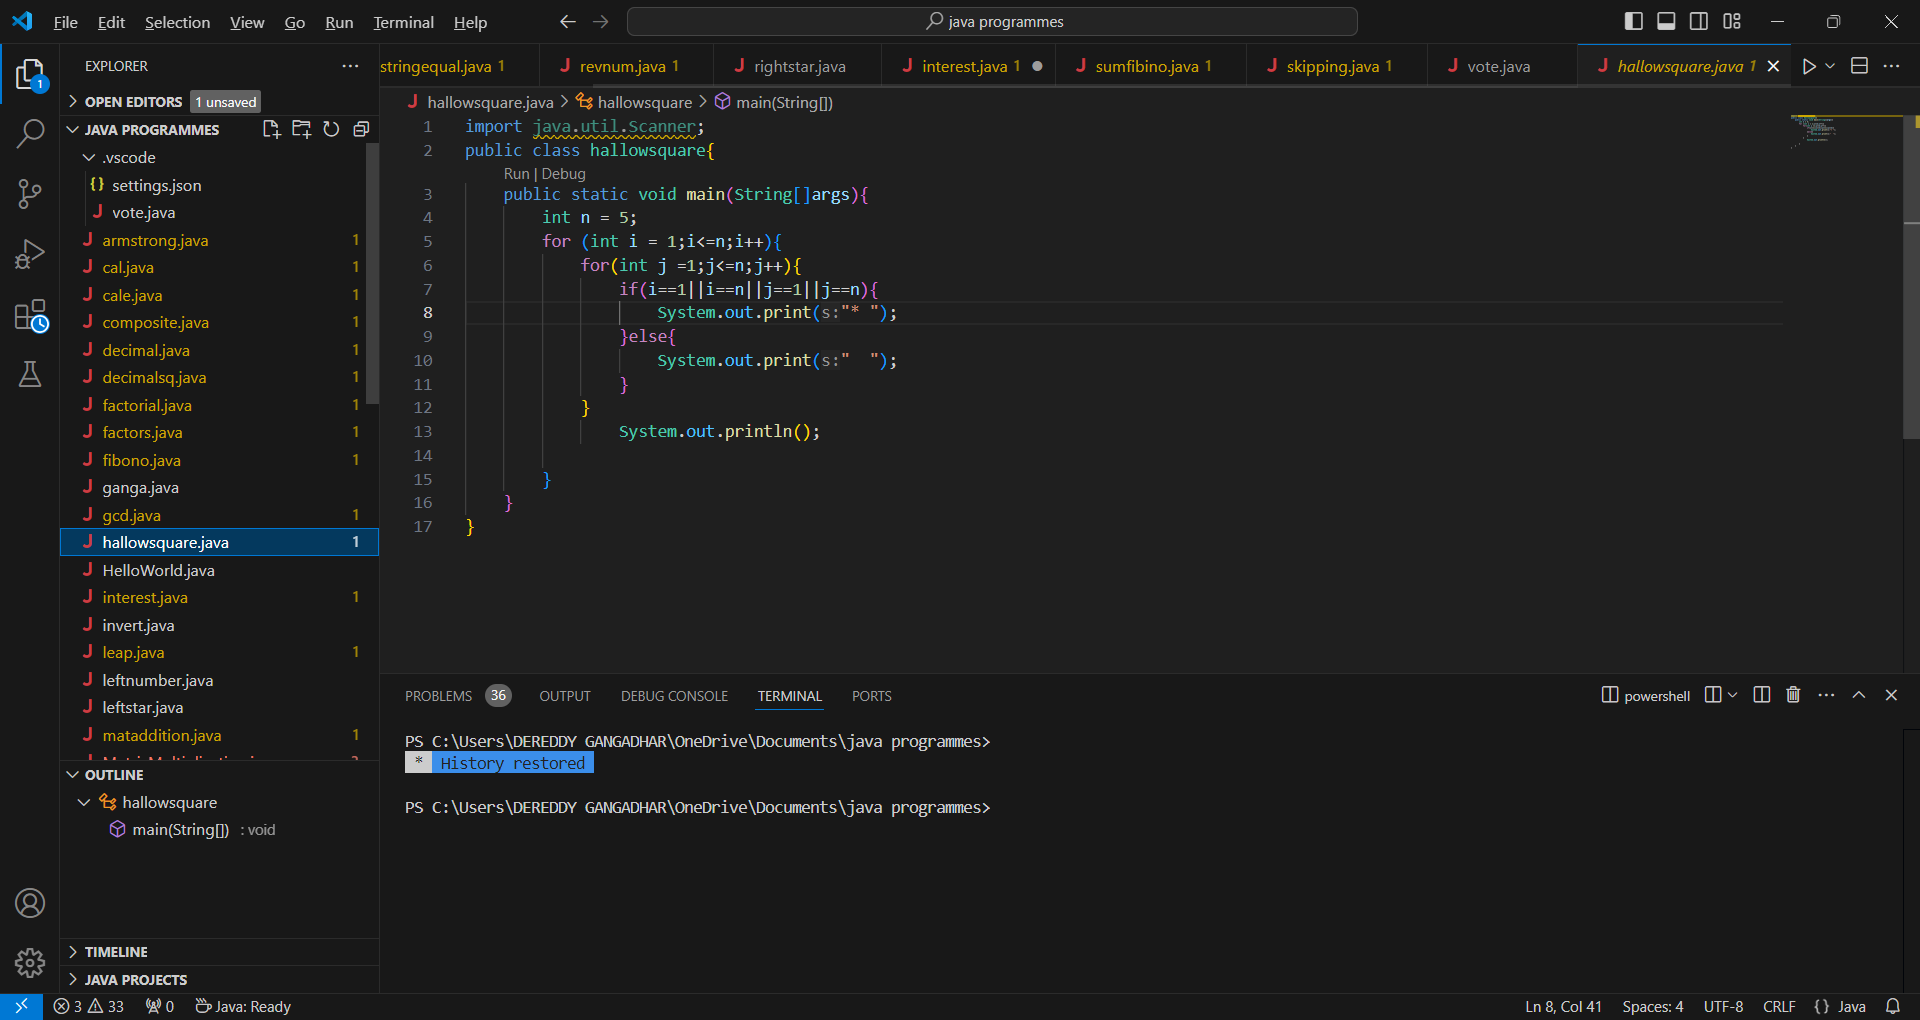 File Edit Selection View Go Run Terminal Help
java programmes
EXPLORER
OPEN EDITORS 1 unsaved
JAVA PROGRAMMES
.vscode
{} settings.json
J vote.java
J armstrong.java 1
J cal.java 1
J cale.java 1
J composite.java 1
J decimal.java 1
J decimalsq.java 1
J factorial.java 1
J factors.java 1
J fibono.java 1
J ganga.java
J gcd.java 1
J hallowsquare.java 1
J HelloWorld.java
J interest.java 1
J invert.java
J leap.java 1
J leftnumber.java
J leftstar.java
J mataddition.java 1
OUTLINE
hallowsquare
main(String[]) : void
TIMELINE
JAVA PROJECTS
stringequal.java 1 J revnum.java 1 J rightstar.java J interest.java 1 J sumfibino.java 1 J skipping.java 1 J vote.java J hallowsquare.java 1
J hallowsquare.java > hallowsquare > main(String[])
1 import java.util.Scanner;
2 public class hallowsquare{
Run | Debug
3 public static void main(String[]args){
4 int n = 5;
5 for (int i = 1;i<=n;i++){
6 for(int j =1;j<=n;j++){
7 if(i==1||i==n||j==1||j==n){
8 System.out.print(s:"* ");
9 }else{
10 System.out.print(s:"  ");
11 }
12 }
13 System.out.println();
14
15 }
16 }
17 }
PROBLEMS 36 OUTPUT DEBUG CONSOLE TERMINAL PORTS powershell
PS C:\Users\DEREDDY GANGADHAR\OneDrive\Documents\java programmes>
* History restored
PS C:\Users\DEREDDY GANGADHAR\OneDrive\Documents\java programmes>
1
3 33 0 Java: Ready Ln 8, Col 41 Spaces: 4 UTF-8 CRLF {} Java